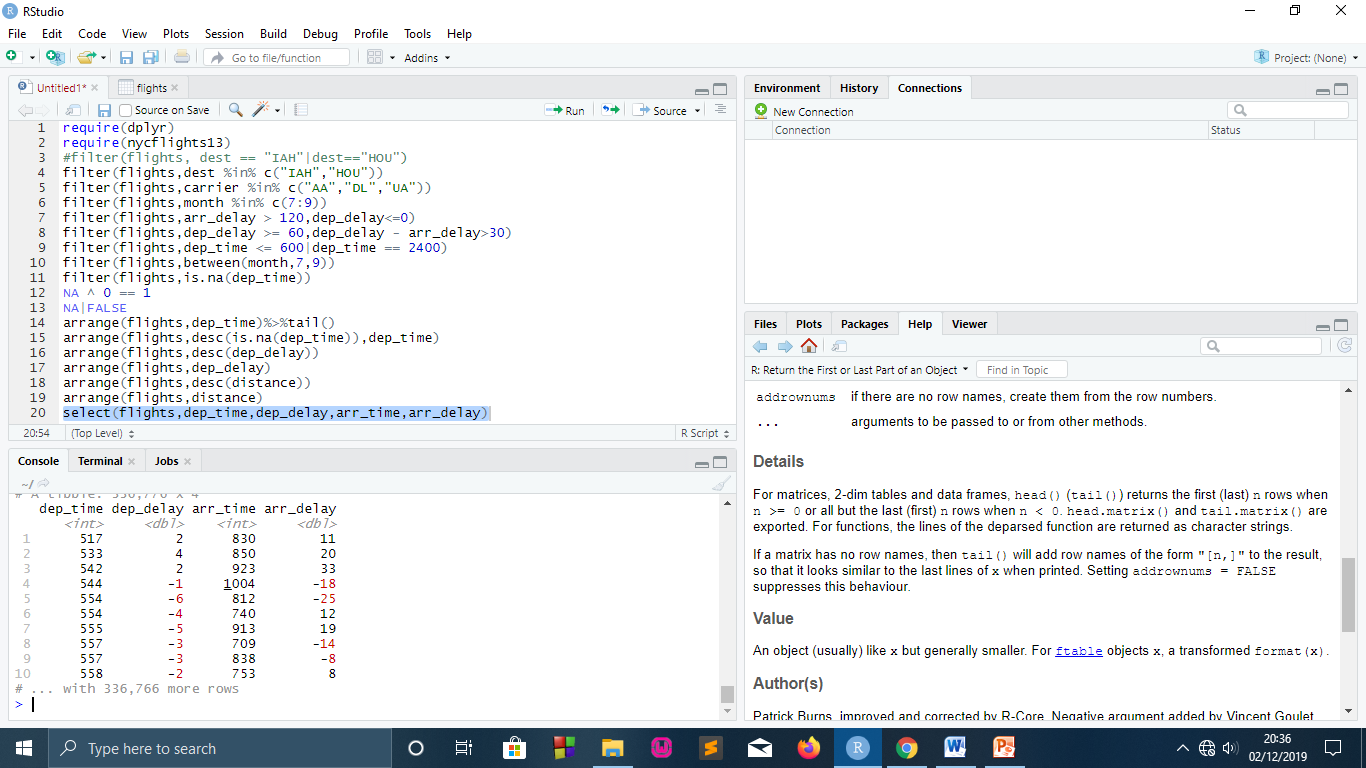 RStudio
File Edit Code View Plots Session Build Debug Profile Tools Help
Go to file/function Addins Project: (None)
Untitled1* flights
Source on Save Run Source
1 require(dplyr)
2 require(nycflights13)
3 #filter(flights, dest == "IAH"|dest=="HOU")
4 filter(flights,dest %in% c("IAH","HOU"))
5 filter(flights,carrier %in% c("AA","DL","UA"))
6 filter(flights,month %in% c(7:9))
7 filter(flights,arr_delay > 120,dep_delay<=0)
8 filter(flights,dep_delay >= 60,dep_delay - arr_delay>30)
9 filter(flights,dep_time <= 600|dep_time == 2400)
10 filter(flights,between(month,7,9))
11 filter(flights,is.na(dep_time))
12 NA ^ 0 == 1
13 NA|FALSE
14 arrange(flights,dep_time)%>%tail()
15 arrange(flights,desc(is.na(dep_time)),dep_time)
16 arrange(flights,desc(dep_delay))
17 arrange(flights,dep_delay)
18 arrange(flights,desc(distance))
19 arrange(flights,distance)
20 select(flights,dep_time,dep_delay,arr_time,arr_delay)
20:54 (Top Level) R Script
Console Terminal Jobs
~/
# A tibble: 336,776 x 4
dep_time dep_delay arr_time arr_delay
<int> <dbl> <int> <dbl>
1 517 2 830 11
2 533 4 850 20
3 542 2 923 33
4 544 -1 1004 -18
5 554 -6 812 -25
6 554 -4 740 12
7 555 -5 913 19
8 557 -3 709 -14
9 557 -3 838 -8
10 558 -2 753 8
# ... with 336,766 more rows
>
Environment History Connections
New Connection
Connection Status
Files Plots Packages Help Viewer
R: Return the First or Last Part of an Object Find in Topic
addrownums if there are no row names, create them from the row numbers.
... arguments to be passed to or from other methods.
Details
For matrices, 2-dim tables and data frames, head() (tail()) returns the first (last) n rows when
n >= 0 or all but the last (first) n rows when n < 0. head.matrix() and tail.matrix() are
exported. For functions, the lines of the deparsed function are returned as character strings.
If a matrix has no row names, then tail() will add row names of the form "[n,]" to the result,
so that it looks similar to the last lines of x when printed. Setting addrownums = FALSE
suppresses this behaviour.
Value
An object (usually) like x but generally smaller. For ftable objects x, a transformed format(x).
Author(s)
Patrick Burns, improved and corrected by R-Core. Negative argument added by Vincent Goulet.
Type here to search
20:36
02/12/2019